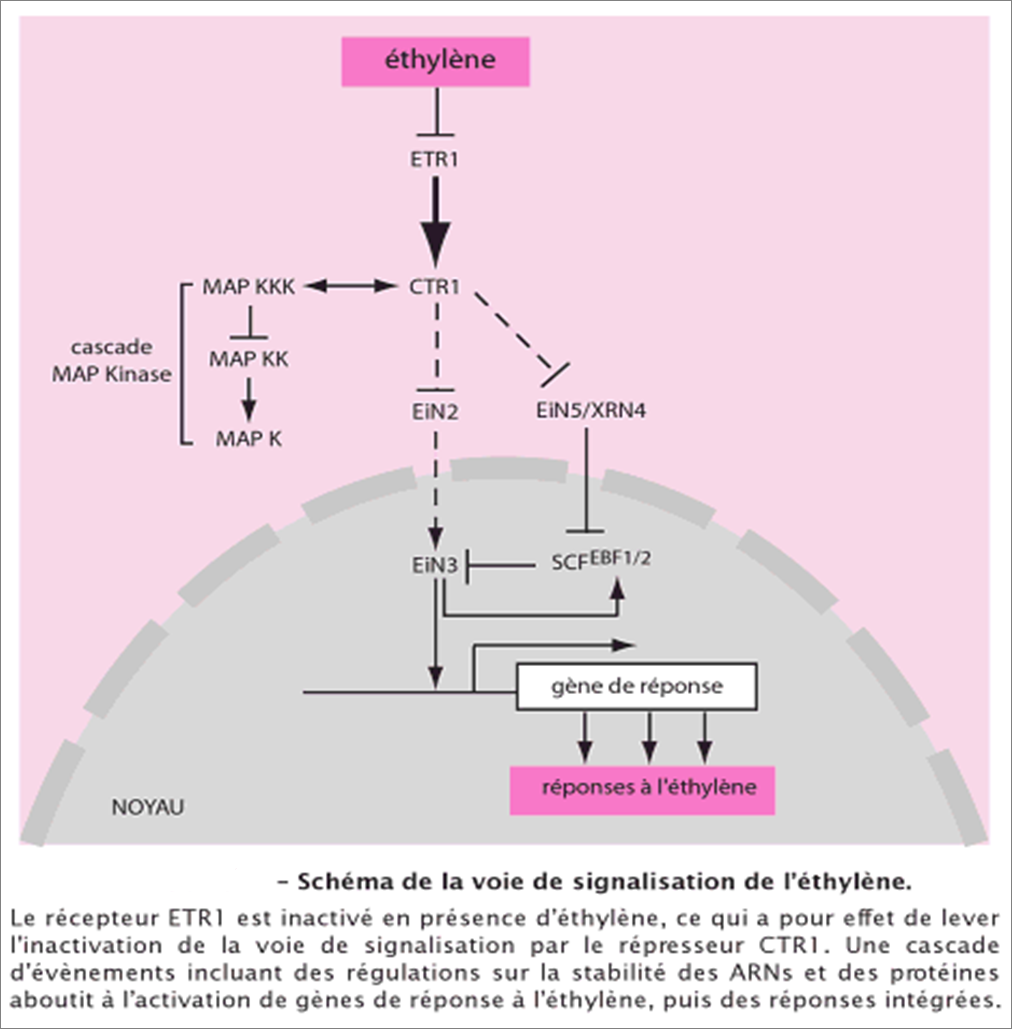 éthylène
ETR1
MAP KKK
CTR1
cascade
MAP Kinase
MAP KK
MAP K
EiN2
EiN5/XRN4
EiN3
SCFEBF1/2
gène de réponse
réponses à l'éthylène
NOYAU
– Schéma de la voie de signalisation de l'éthylène.
Le récepteur ETR1 est inactivé en présence d'éthylène, ce qui a pour effet de lever
l'inactivation de la voie de signalisation par le répresseur CTR1. Une cascade
d'évènements incluant des régulations sur la stabilité des ARNs et des protéines
aboutit à l'activation de gènes de réponse à l'éthylène, puis des réponses intégrées.